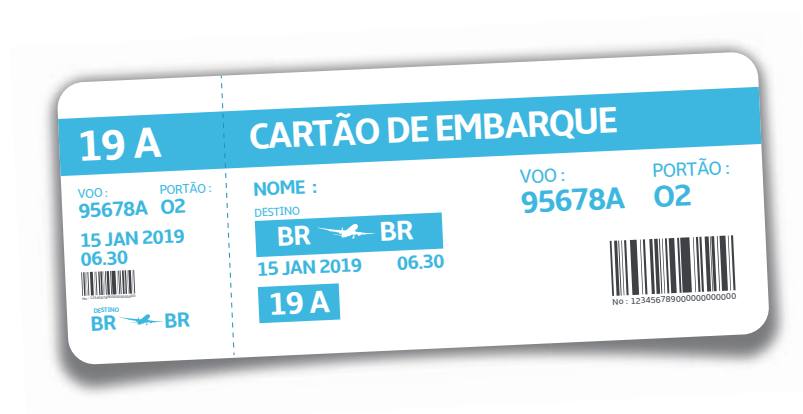 19 A
VOO : PORTÃO :
95678A O2
15 JAN 2019
06.30
DESTINO
BR BR
CARTÃO DE EMBARQUE
NOME :
DESTINO
BR BR
15 JAN 2019 06.30
19 A
VOO : PORTÃO :
95678A O2
No : 123456789000000000000